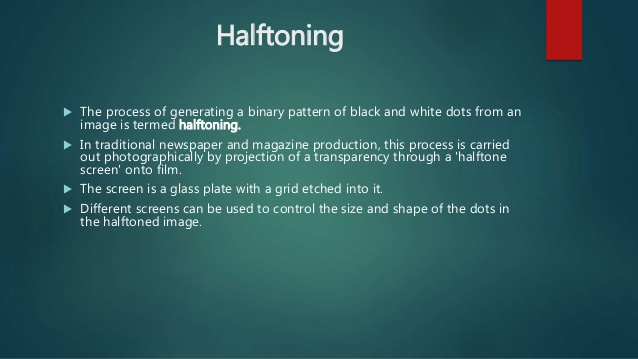 Halftoning
The process of generating a binary pattern of black and white dots from an
image is termed halftoning.
In traditional newspaper and magazine production, this process is carried
out photographically by projection of a transparency through a 'halftone
screen' onto film.
The screen is a glass plate with a grid etched into it.
Different screens can be used to control the size and shape of the dots in
the halftoned image.